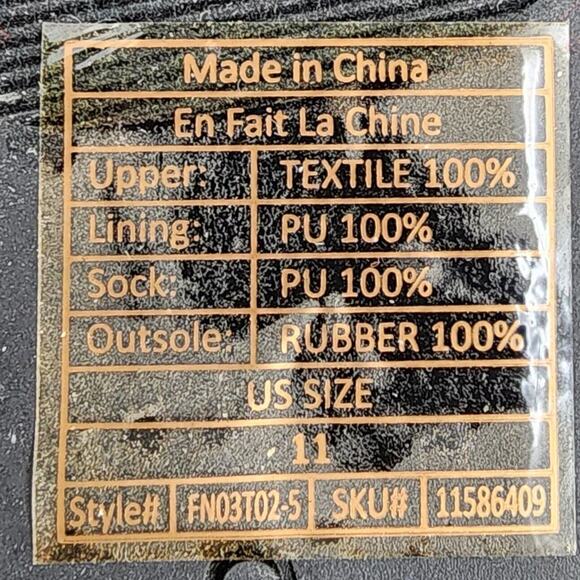 Made in China
En Fait La Chine
Upper: TEXTILE 100%
Lining: PU 100%
Sock: PU 100%
Outsole: RUBBER 100%
US SIZE
11
Style# FN03T02-5 SKU# 11586409